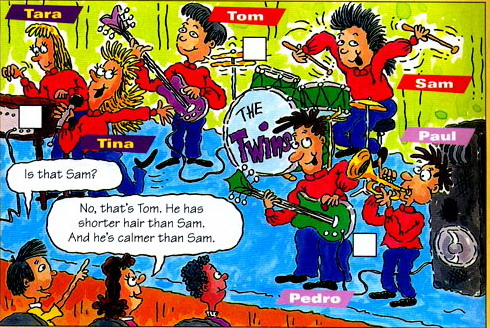 Tara
Tom
Sam
THE
Twins
Tina
Paul
Is that Sam?
No, that's Tom. He has
shorter hair than Sam.
And he's calmer than Sam.
Pedro